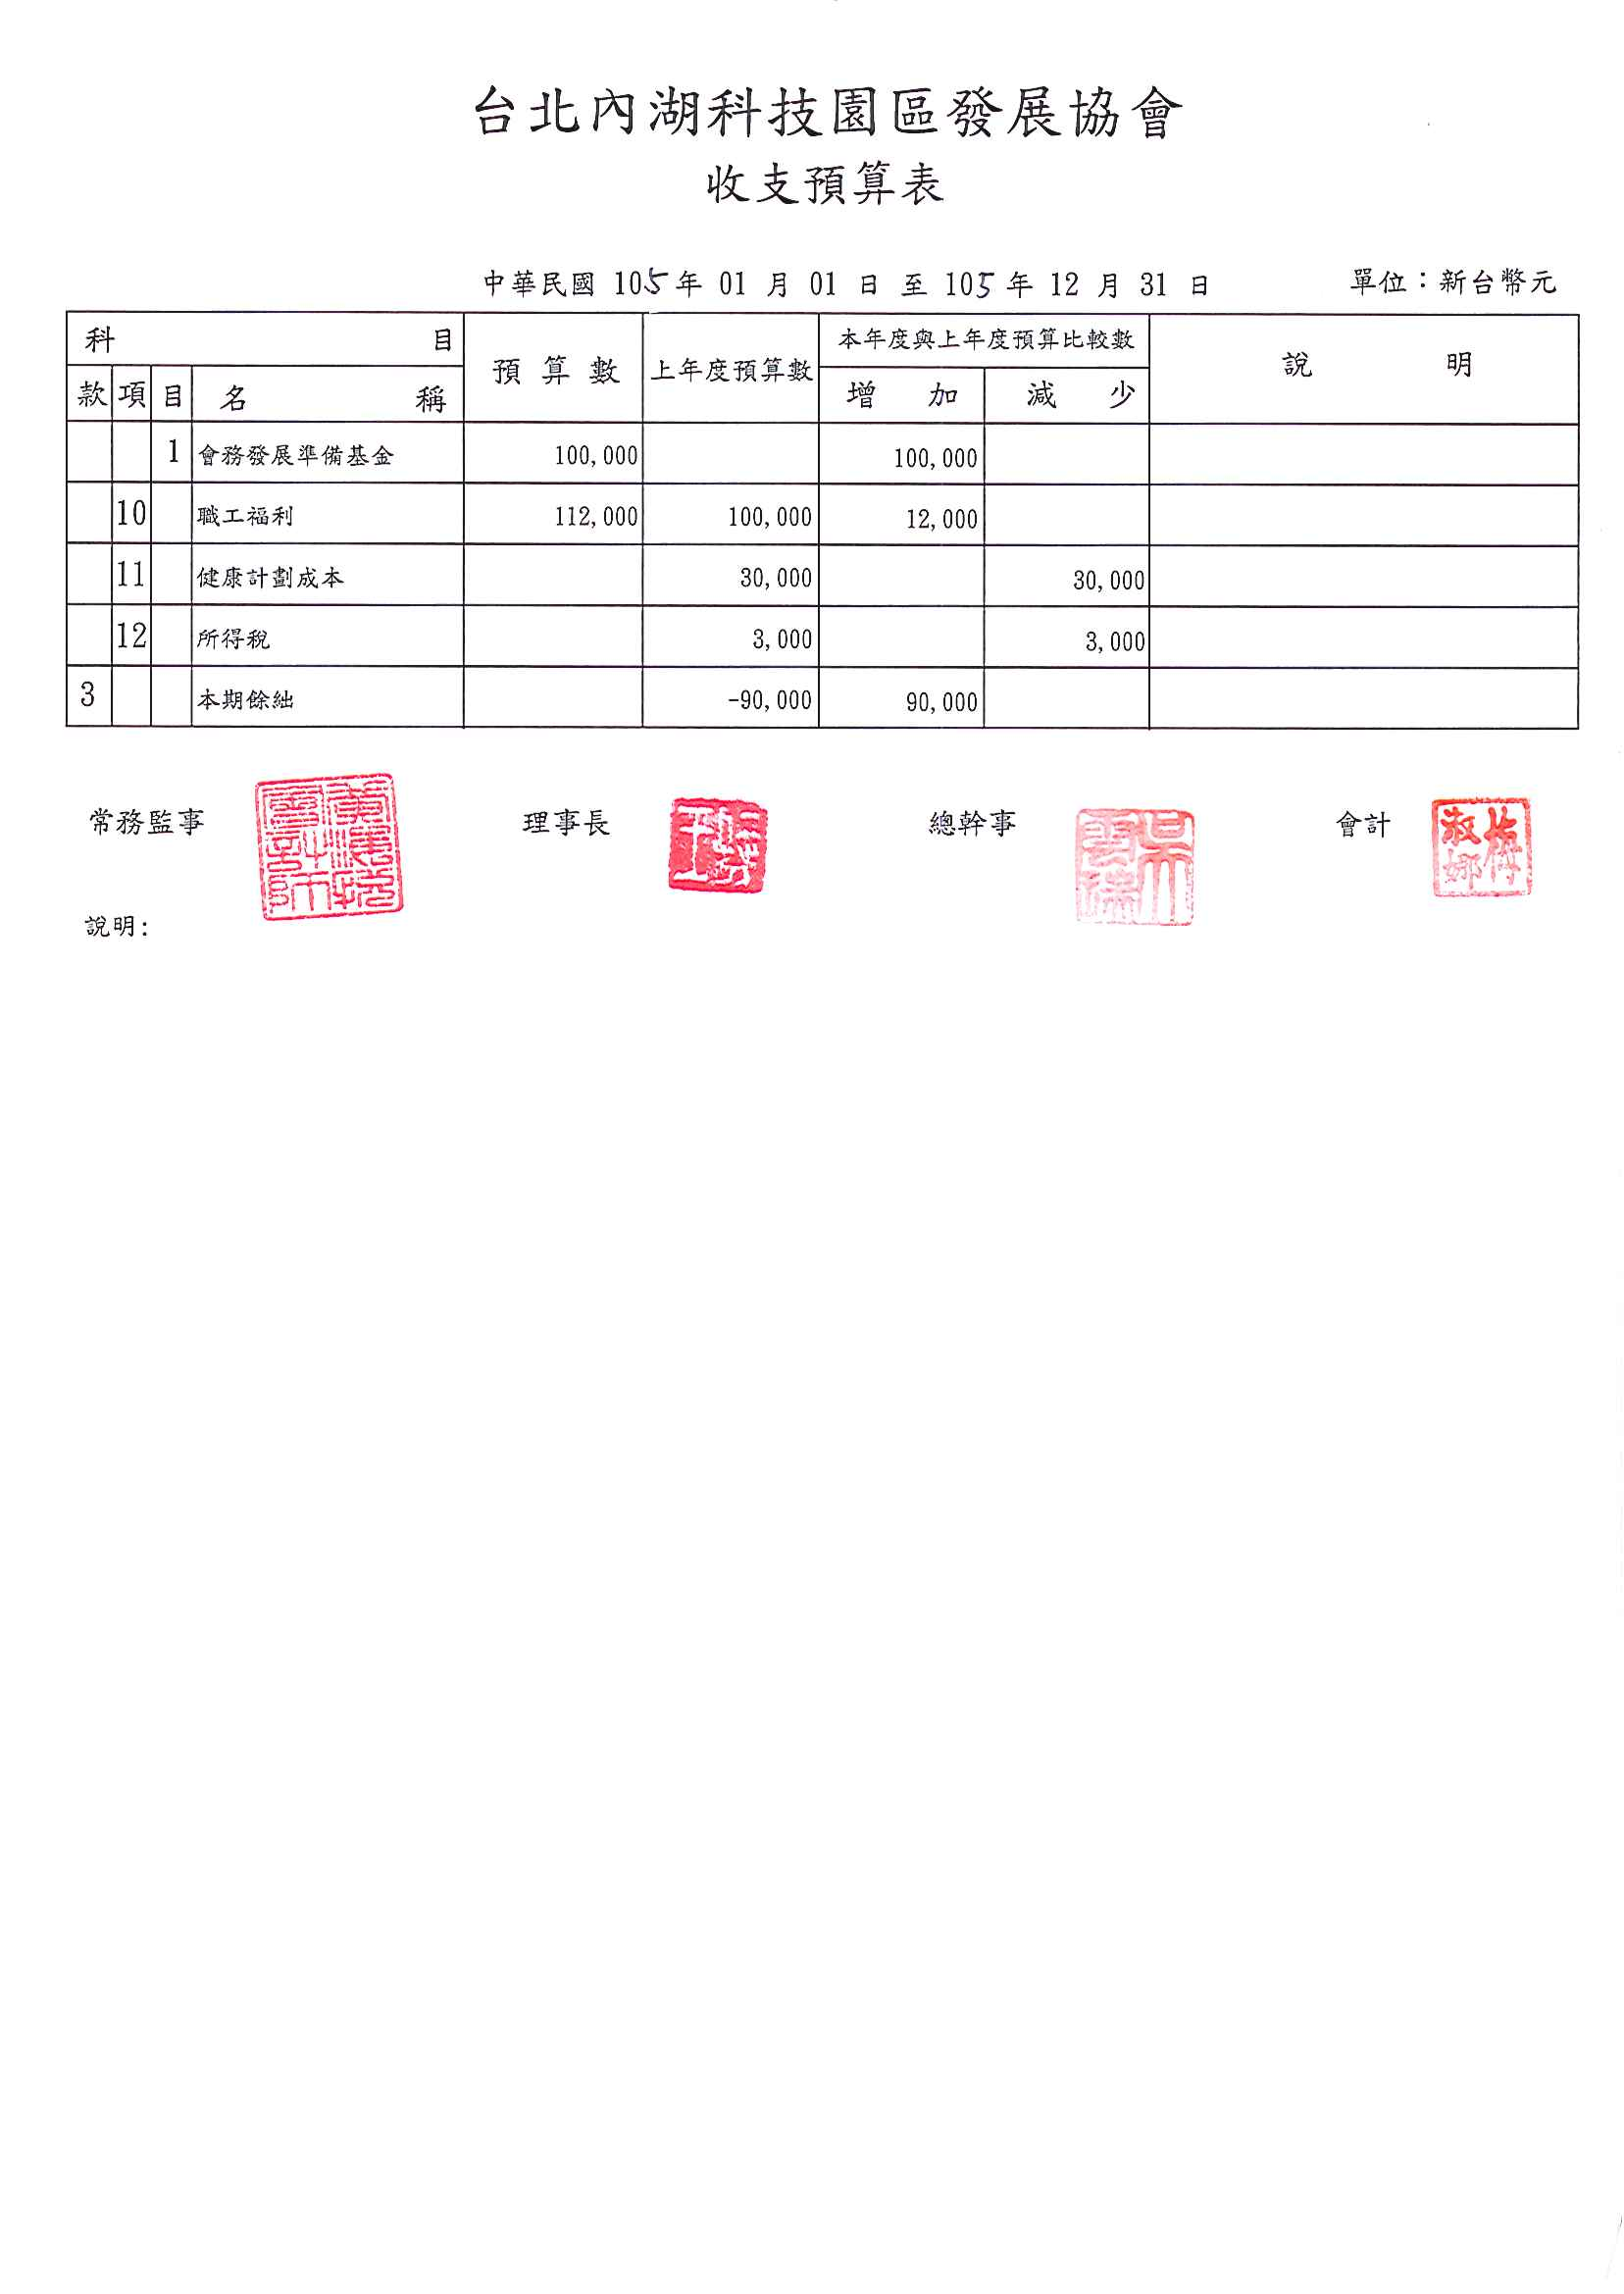 台北內湖科技園區發展協會
收支預算表
中華民國 105 年 01 月 01 日 至 105 年 12 月 31 日 單位：新台幣元
科 目 預 算 數 上年度預算數 本年度與上年度預算比較數 說 明
款 項 目 名 稱 增 加 減 少
1 會務發展準備基金 100,000 100,000
10 職工福利 112,000 100,000 12,000
11 健康計劃成本 30,000 30,000
12 所得稅 3,000 3,000
3 本期餘絀 -90,000 90,000
常務監事 理事長 總幹事 吳雲瑞 會計 淑娜
說明: